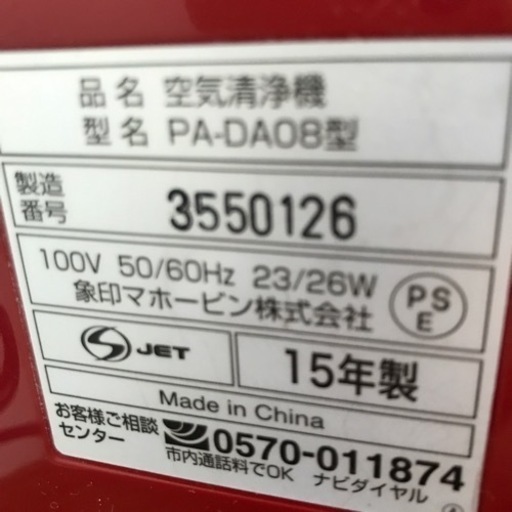 品名 空気清浄機
型名 PA-DA08型
製造番号 3550126
100V 50/60Hz 23/26W
象印マホービン株式会社
PSE
S JET 15年製
Made in China
お客様ご相談センター 0570-011874
市内通話料でOK ナビダイヤル